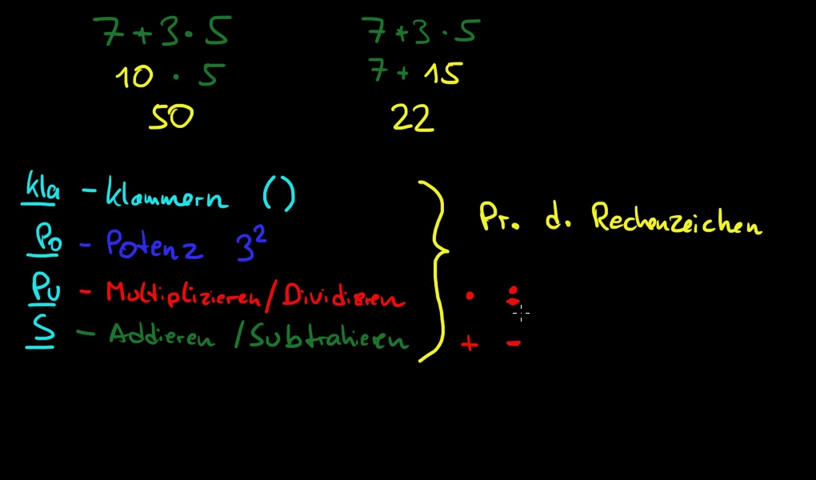 7 + 3 · 5 7 + 3 · 5
10 · 5 7 + 15
50 22
Kla - Klammern ()
Po - Potenz 3²
Pu - Multiplizieren/Dividieren
S - Addieren/Subtrahieren
Pr. d. Rechenzeichen
· :
+ -